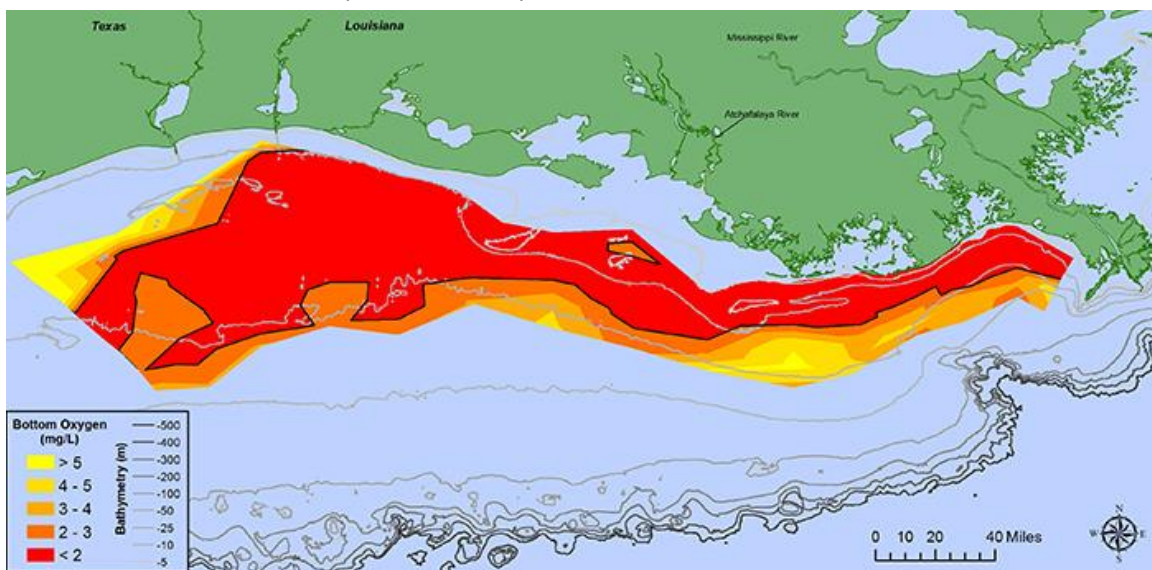 Texas
Louisiana
Mississippi River
Atchafalaya River
Bottom Oxygen
(mg/L)
> 5
4 - 5
3 - 4
2 - 3
< 2
Bathymetry (m)
-500
-400
-300
-200
-100
-50
-25
-10
-5
0 10 20 40 Miles
N
W E
S